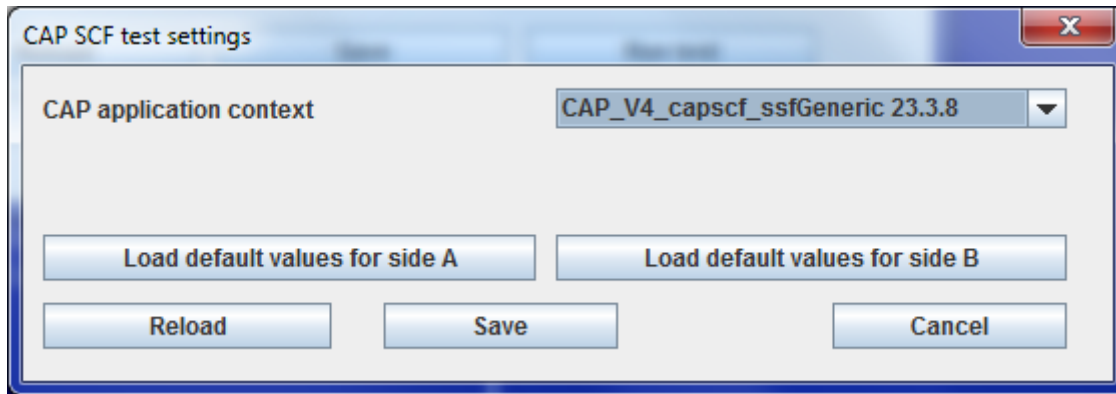 CAP SCF test settings
CAP application context
CAP_V4_capscf_ssfGeneric 23.3.8
Load default values for side A
Load default values for side B
Reload
Save
Cancel